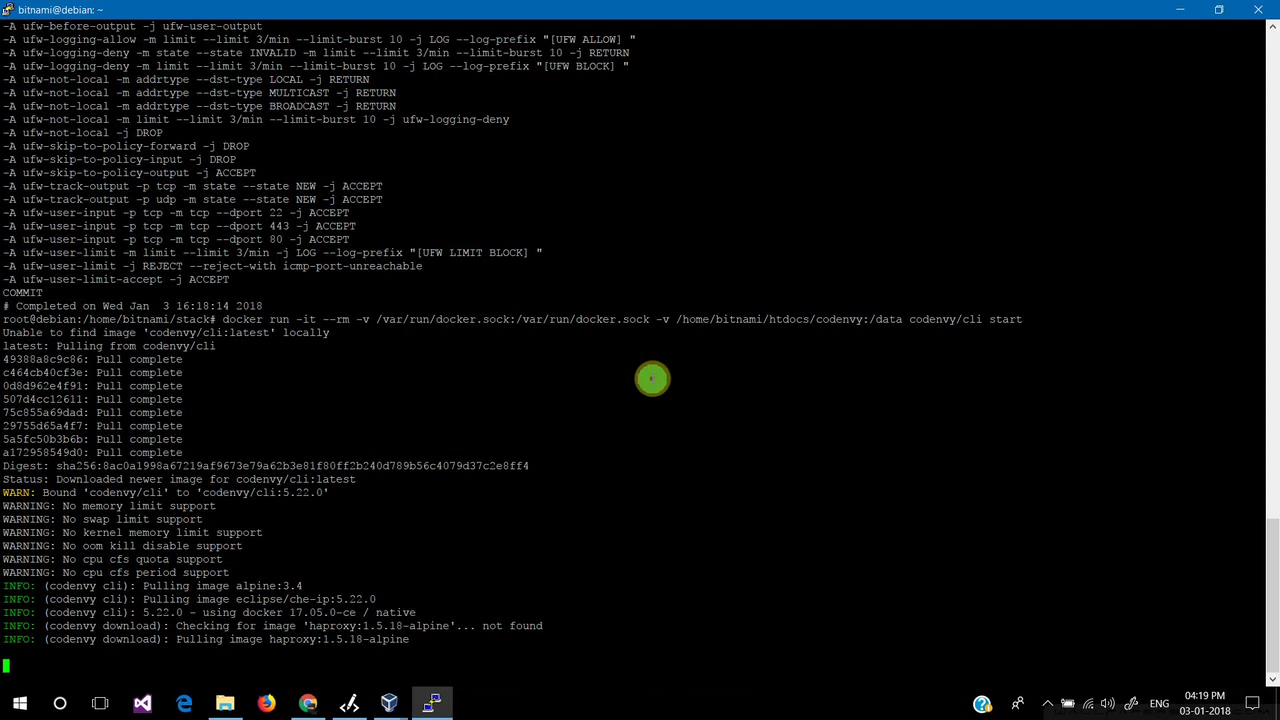 bitnami@debian: ~
-A ufw-before-output -j ufw-user-output
-A ufw-logging-allow -m limit --limit 3/min --limit-burst 10 -j LOG --log-prefix "[UFW ALLOW] "
-A ufw-logging-deny -m state --state INVALID -m limit --limit 3/min --limit-burst 10 -j RETURN
-A ufw-logging-deny -m limit --limit 3/min --limit-burst 10 -j LOG --log-prefix "[UFW BLOCK] "
-A ufw-not-local -m addrtype --dst-type LOCAL -j RETURN
-A ufw-not-local -m addrtype --dst-type MULTICAST -j RETURN
-A ufw-not-local -m addrtype --dst-type BROADCAST -j RETURN
-A ufw-not-local -m limit --limit 3/min --limit-burst 10 -j ufw-logging-deny
-A ufw-not-local -j DROP
-A ufw-skip-to-policy-forward -j DROP
-A ufw-skip-to-policy-input -j DROP
-A ufw-skip-to-policy-output -j ACCEPT
-A ufw-track-output -p tcp -m state --state NEW -j ACCEPT
-A ufw-track-output -p udp -m state --state NEW -j ACCEPT
-A ufw-user-input -p tcp -m tcp --dport 22 -j ACCEPT
-A ufw-user-input -p tcp -m tcp --dport 443 -j ACCEPT
-A ufw-user-input -p tcp -m tcp --dport 80 -j ACCEPT
-A ufw-user-limit -m limit --limit 3/min -j LOG --log-prefix "[UFW LIMIT BLOCK] "
-A ufw-user-limit -j REJECT --reject-with icmp-port-unreachable
-A ufw-user-limit-accept -j ACCEPT
COMMIT
# Completed on Wed Jan  3 16:18:14 2018
root@debian:/home/bitnami/stack# docker run -it --rm -v /var/run/docker.sock:/var/run/docker.sock -v /home/bitnami/htdocs/codenvy:/data codenvy/cli start
Unable to find image 'codenvy/cli:latest' locally
latest: Pulling from codenvy/cli
49388a8c9c86: Pull complete
c464cb40cf3e: Pull complete
0d8d962e4f91: Pull complete
507d4cc12611: Pull complete
75c855a69dad: Pull complete
29755d65a4f7: Pull complete
5a5fc50b3b6b: Pull complete
a172958549d0: Pull complete
Digest: sha256:8ac0a1998a67219af9673e79a62b3e81f80ff2b240d789b56c4079d37c2e8ff4
Status: Downloaded newer image for codenvy/cli:latest
WARN: Bound 'codenvy/cli' to 'codenvy/cli:5.22.0'
WARNING: No memory limit support
WARNING: No swap limit support
WARNING: No kernel memory limit support
WARNING: No oom kill disable support
WARNING: No cpu cfs quota support
WARNING: No cpu cfs period support
INFO: (codenvy cli): Pulling image alpine:3.4
INFO: (codenvy cli): Pulling image eclipse/che-ip:5.22.0
INFO: (codenvy cli): 5.22.0 - using docker 17.05.0-ce / native
INFO: (codenvy download): Checking for image 'haproxy:1.5.18-alpine'... not found
INFO: (codenvy download): Pulling image haproxy:1.5.18-alpine
ENG
04:19 PM
03-01-2018